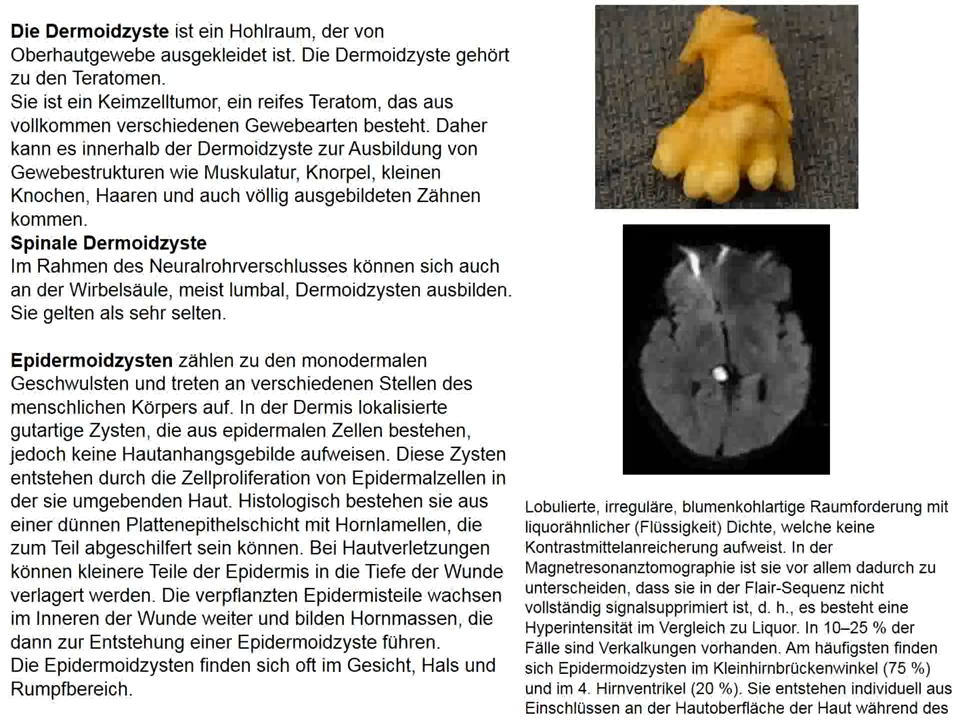 Die Dermoidzyste ist ein Hohlraum, der von
Oberhautgewebe ausgekleidet ist. Die Dermoidzyste gehört
zu den Teratomen.
Sie ist ein Keimzelltumor, ein reifes Teratom, das aus
vollkommen verschiedenen Gewebearten besteht. Daher
kann es innerhalb der Dermoidzyste zur Ausbildung von
Gewebestrukturen wie Muskulatur, Knorpel, kleinen
Knochen, Haaren und auch völlig ausgebildeten Zähnen
kommen.
Spinale Dermoidzyste
Im Rahmen des Neuralrohrverschlusses können sich auch
an der Wirbelsäule, meist lumbal, Dermoidzysten ausbilden.
Sie gelten als sehr selten.
Epidermoidzysten zählen zu den monodermalen
Geschwulsten und treten an verschiedenen Stellen des
menschlichen Körpers auf. In der Dermis lokalisierte
gutartige Zysten, die aus epidermalen Zellen bestehen,
jedoch keine Hautanhangsgebilde aufweisen. Diese Zysten
entstehen durch die Zellproliferation von Epidermalzellen in
der sie umgebenden Haut. Histologisch bestehen sie aus
einer dünnen Plattenepithelschicht mit Hornlamellen, die
zum Teil abgeschilfert sein können. Bei Hautverletzungen
können kleinere Teile der Epidermis in die Tiefe der Wunde
verlagert werden. Die verpflanzten Epidermisteile wachsen
im Inneren der Wunde weiter und bilden Hornmassen, die
dann zur Entstehung einer Epidermoidzyste führen.
Die Epidermoidzysten finden sich oft im Gesicht, Hals und
Rumpfbereich.
Lobulierte, irreguläre, blumenkohlartige Raumforderung mit
liquorähnlicher (Flüssigkeit) Dichte, welche keine
Kontrastmittelanreicherung aufweist. In der
Magnetresonanztomographie ist sie vor allem dadurch zu
unterscheiden, dass sie in der Flair-Sequenz nicht
vollständig signalsupprimiert ist, d. h., es besteht eine
Hyperintensität im Vergleich zu Liquor. In 10–25 % der
Fälle sind Verkalkungen vorhanden. Am häufigsten finden
sich Epidermoidzysten im Kleinhirnbrückenwinkel (75 %)
und im 4. Hirnventrikel (20 %). Sie entstehen individuell aus
Einschlüssen an der Hautoberfläche der Haut während des